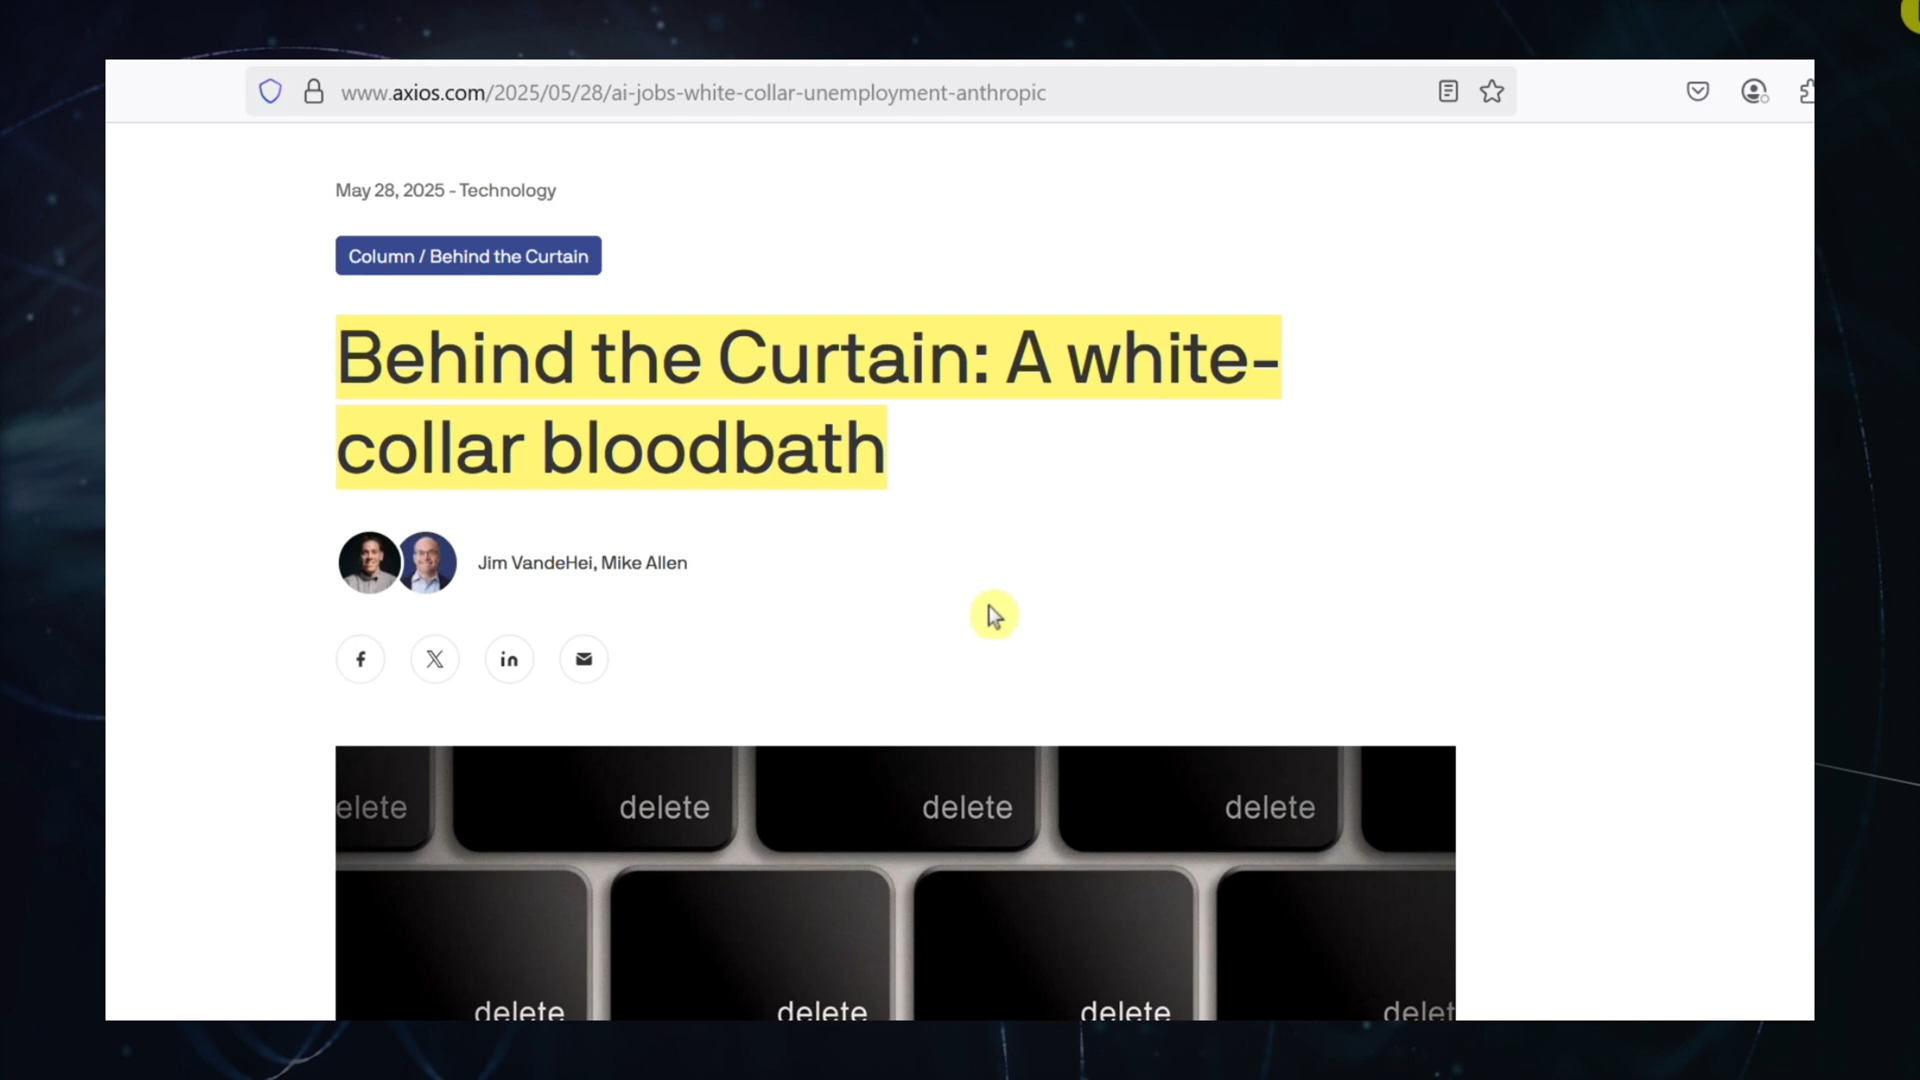 www.axios.com/2025/05/28/ai-jobs-white-collar-unemployment-anthropic
May 28, 2025 - Technology
Column / Behind the Curtain
Behind the Curtain: A white-
collar bloodbath
Jim VandeHei, Mike Allen
elete delete delete delete
delete delete delete delet